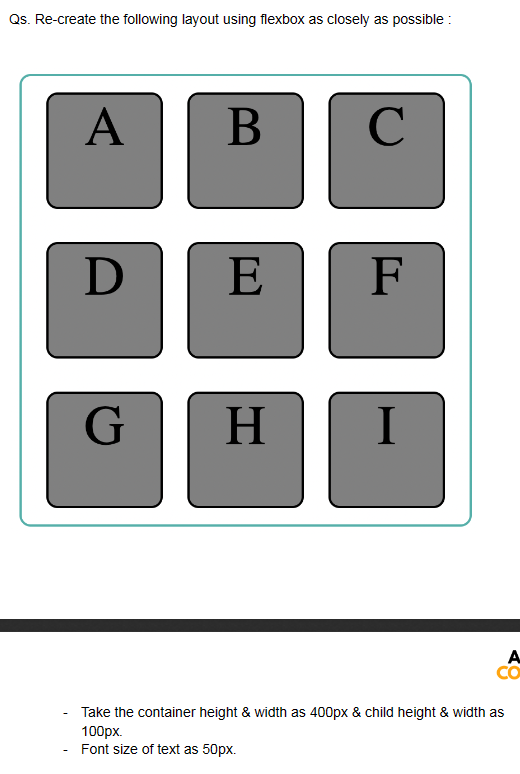 Qs. Re-create the following layout using flexbox as closely as possible :
A B C
D E F
G H I
A
CO
- Take the container height & width as 400px & child height & width as
100px.
- Font size of text as 50px.